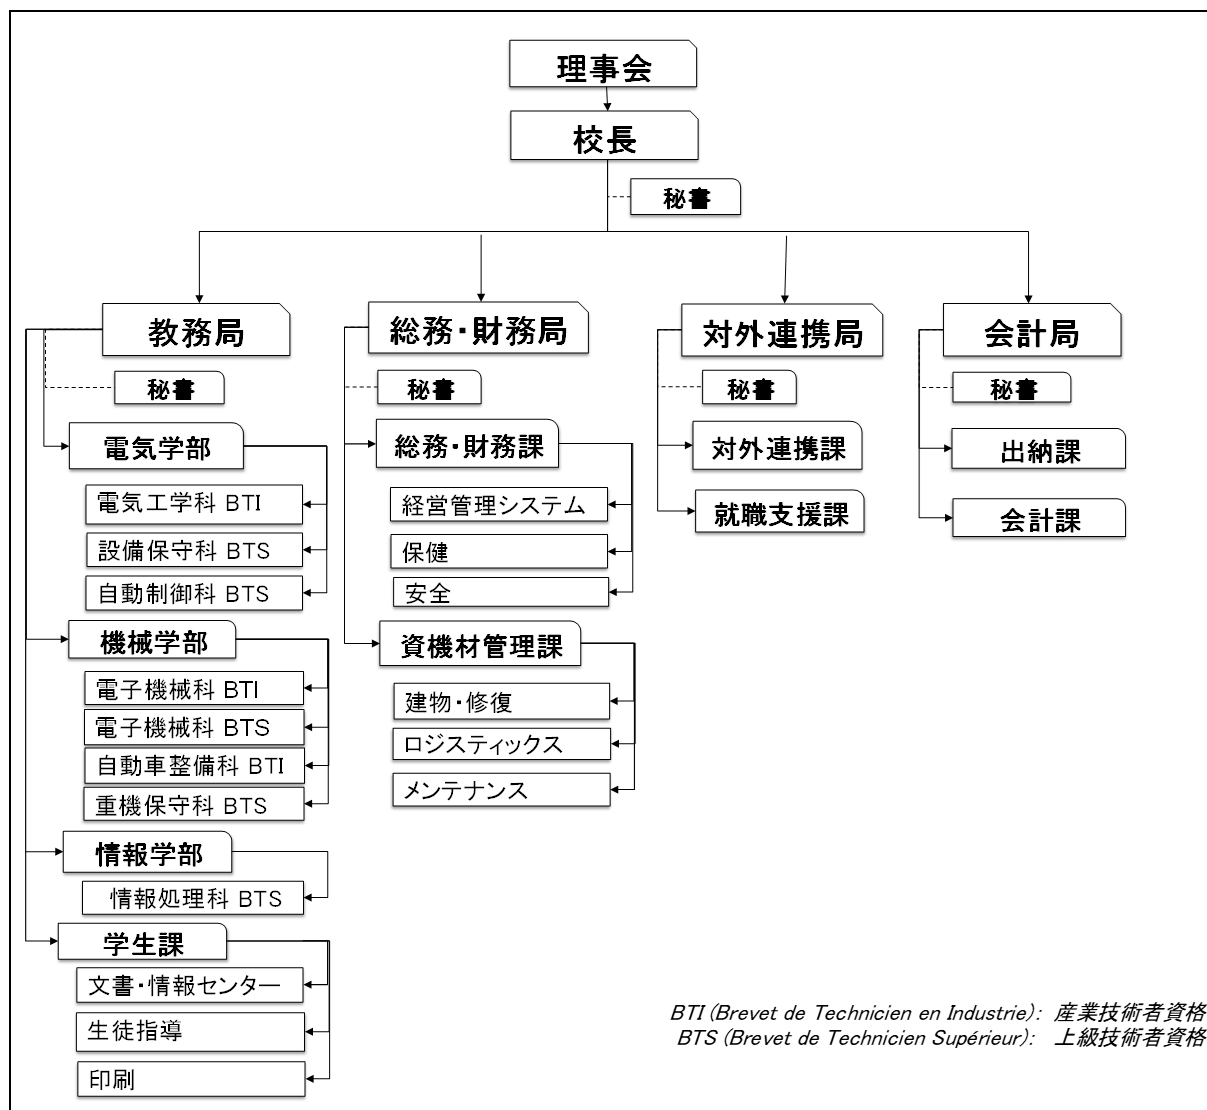 理事会
校長
秘書
教務局
秘書
電気学部
電気工学科 BTI
設備保守科 BTS
自動制御科 BTS
機械学部
電子機械科 BTI
電子機械科 BTS
自動車整備科 BTI
重機保守科 BTS
情報学部
情報処理科 BTS
学生課
文書・情報センター
生徒指導
印刷
総務・財務局
秘書
総務・財務課
経営管理システム
保健
安全
資機材管理課
建物・修復
ロジスティックス
メンテナンス
対外連携局
秘書
対外連携課
就職支援課
会計局
秘書
出納課
会計課
BTI (Brevet de Technicien en Industrie): 産業技術者資格
BTS (Brevet de Technicien Supérieur): 上級技術者資格